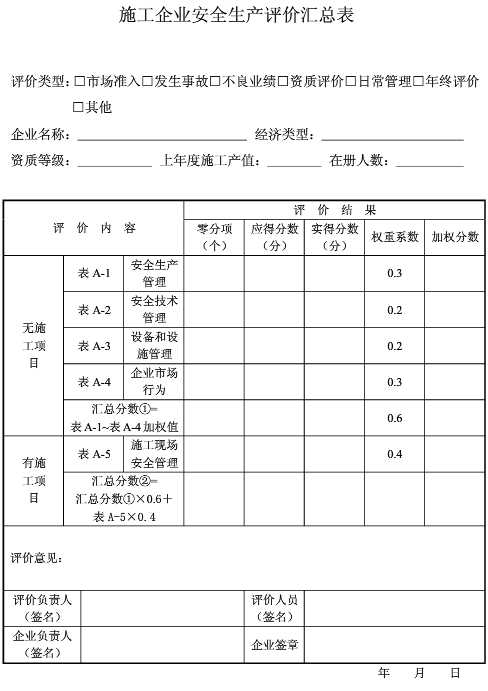 施工企业安全生产评价汇总表
评价类型：□市场准入□发生事故□不良业绩□资质评价□日常管理□年终评价
□其他
企业名称： 经济类型：
资质等级： 上年度施工产值： 在册人数：
评 价 内 容
评 价 结 果
零分项
（个）
应得分数
（分）
实得分数
（分）
权重系数
加权分数
无施
工项
目
表 A-1
安全生产
管理
0.3
表 A-2
安全技术
管理
0.2
表 A-3
设备和设
施管理
0.2
表 A-4
企业市场
行为
0.3
汇总分数①=
表 A-1~表 A-4 加权值
0.6
有施
工项
目
表 A-5
施工现场
安全管理
0.4
汇总分数②=
汇总分数①×0.6＋
表 A-5×0.4
评价意见：
评价负责人
（签名）
评价人员
（签名）
企业负责人
（签名）
企业签章
年 月 日